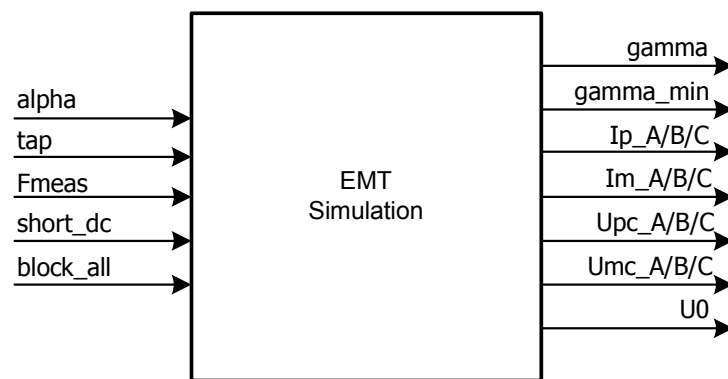 alpha
tap
Fmeas
short_dc
block_all
EMT
Simulation
gamma
gamma_min
Ip_A/B/C
Im_A/B/C
Upc_A/B/C
Umc_A/B/C
U0